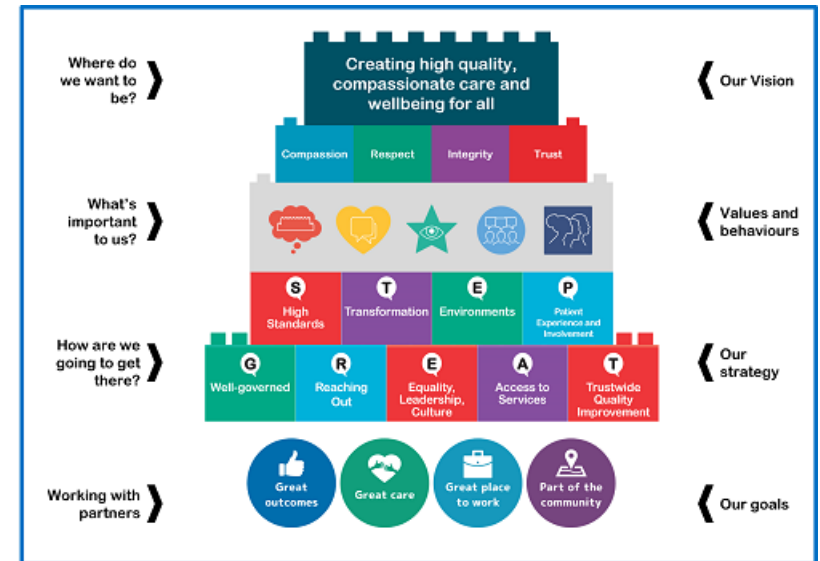 Where do
we want to
be?
Creating high quality,
compassionate care and
wellbeing for all
Our Vision
Compassion
Respect
Integrity
Trust
What's
important
to us?
Values and
behaviours
S
High
Standards
T
Transformation
E
Environments
P
Patient
Experience and
Involvement
How are we
going to get
there?
G
Well-governed
R
Reaching
Out
E
Equality,
Leadership,
Culture
A
Access to
Services
T
Trustwide
Quality
Improvement
Our
strategy
Working with
partners
Great
outcomes
Great care
Great place
to work
Part of the
community
Our goals